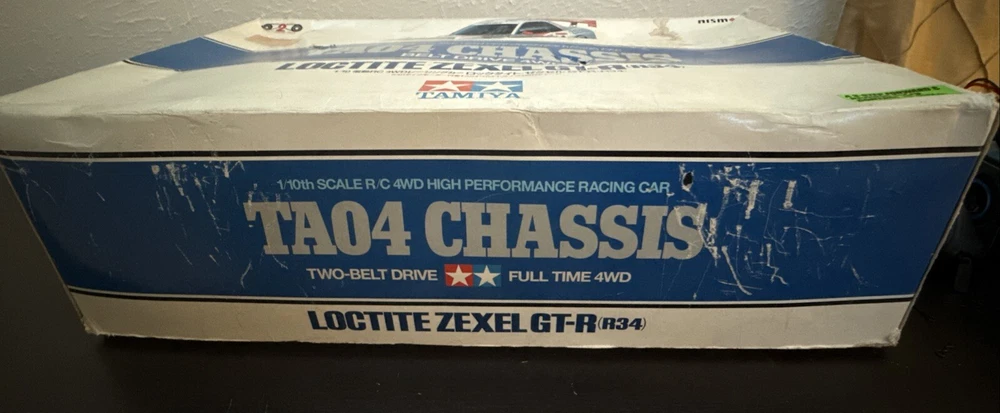 nismo
TA04 CHASSIS
LOCTITE ZEXEL GT-R (R34)
TAMIYA
1/10th SCALE R/C 4WD HIGH PERFORMANCE RACING CAR
TA04 CHASSIS
TWO-BELT DRIVE FULL TIME 4WD
LOCTITE ZEXEL GT-R (R34)